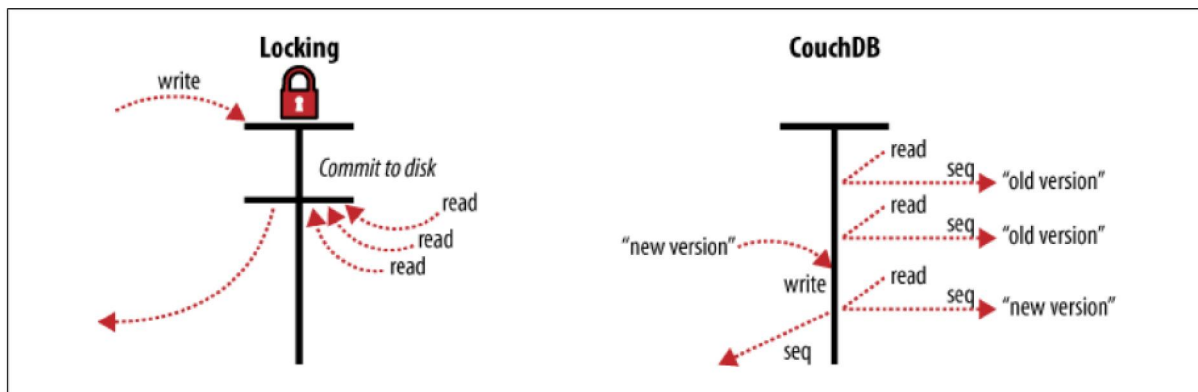 Locking
write
Commit to disk
read
read
read
CouchDB
read
seq
"old version"
read
seq
"old version"
"new version"
write
read
seq
"new version"
seq